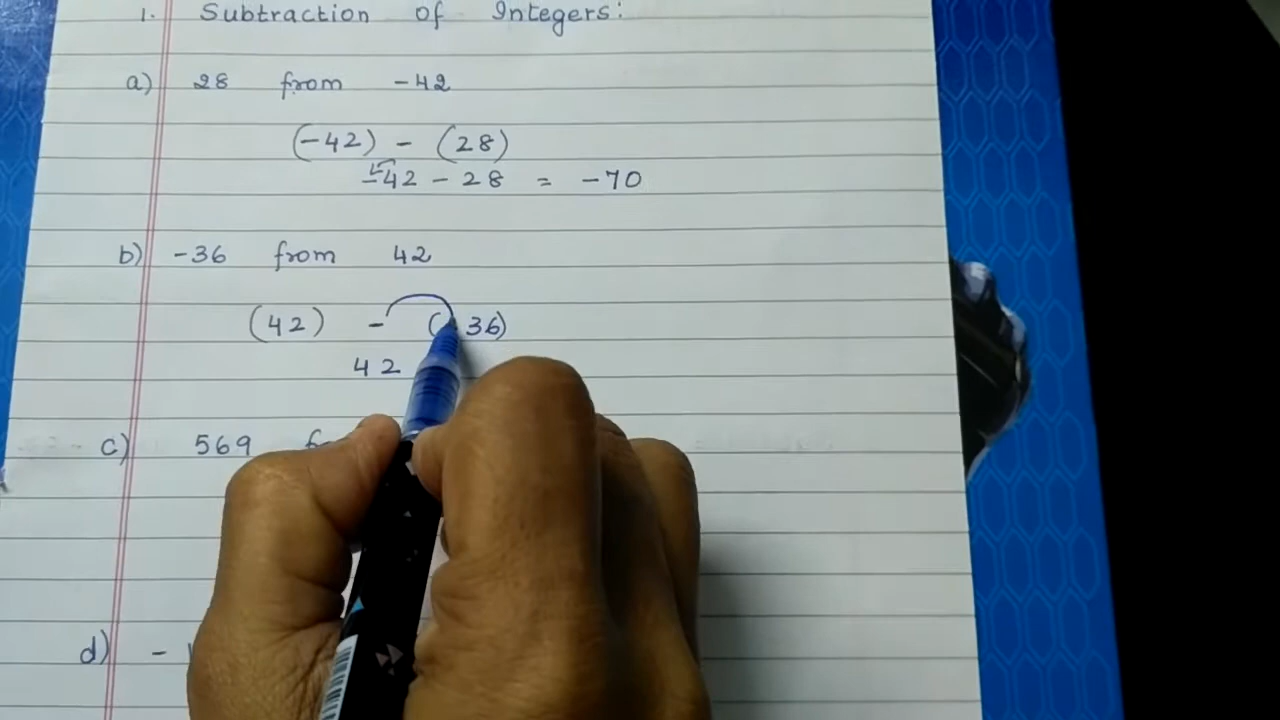 1. Subtraction of Integers:
a) 28 from -42
(-42) - (28)
-42 - 28 = -70
b) -36 from 42
(42) - ( 36)
42
c) 569
d) -